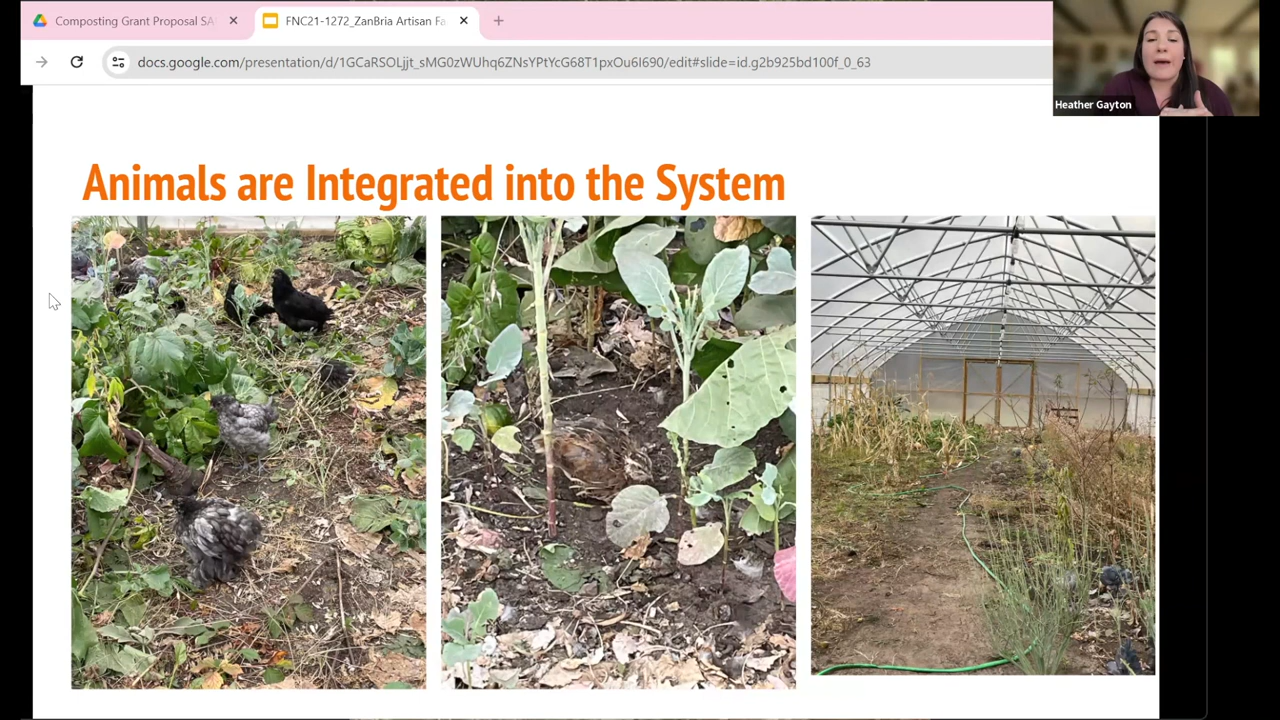 Composting Grant Proposal SA
FNC21-1272_ZanBria Artisan Fa
docs.google.com/presentation/d/1GCaRSOLjjt_sMG0zWUhq6ZNsYPtYcG68T1pxOu6I690/edit#slide=id.g2b925bd100f_0_63
Heather Gayton
Animals are Integrated into the System